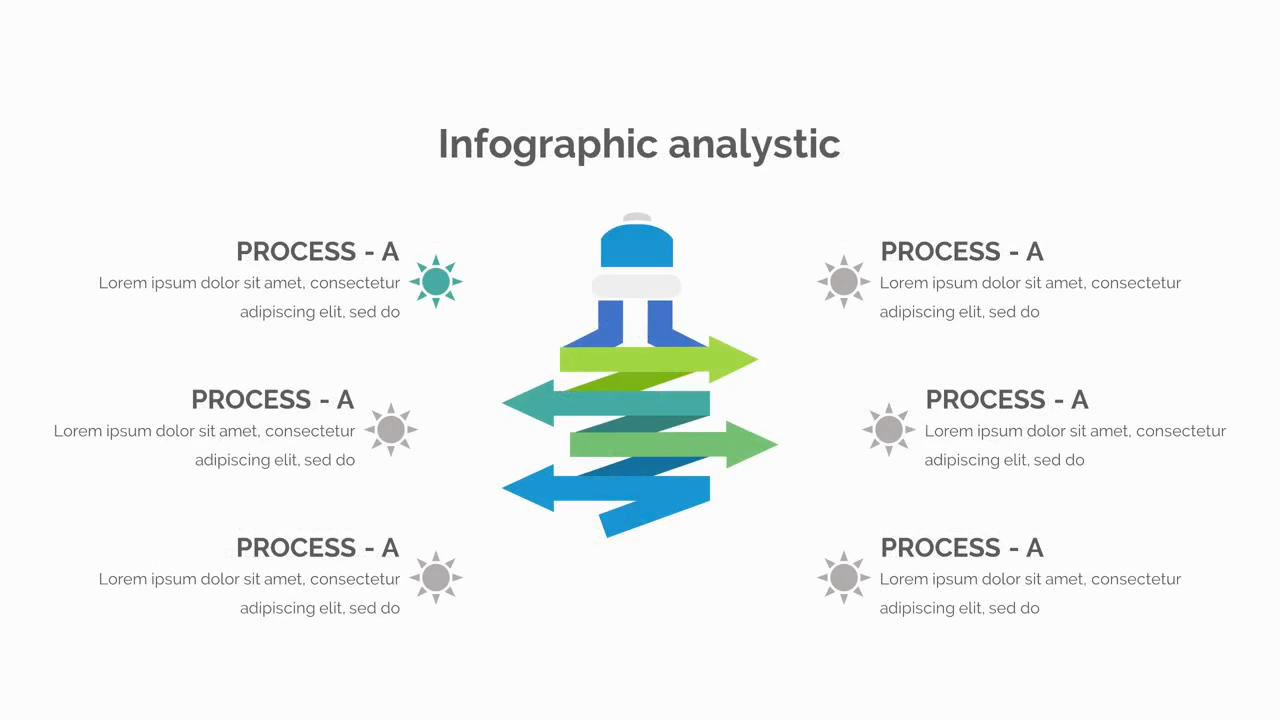 Infographic analystic
PROCESS - A
Lorem ipsum dolor sit amet, consectetur
adipiscing elit, sed do
PROCESS - A
Lorem ipsum dolor sit amet, consectetur
adipiscing elit, sed do
PROCESS - A
Lorem ipsum dolor sit amet, consectetur
adipiscing elit, sed do
PROCESS - A
Lorem ipsum dolor sit amet, consectetur
adipiscing elit, sed do
PROCESS - A
Lorem ipsum dolor sit amet, consectetur
adipiscing elit, sed do
PROCESS - A
Lorem ipsum dolor sit amet, consectetur
adipiscing elit, sed do